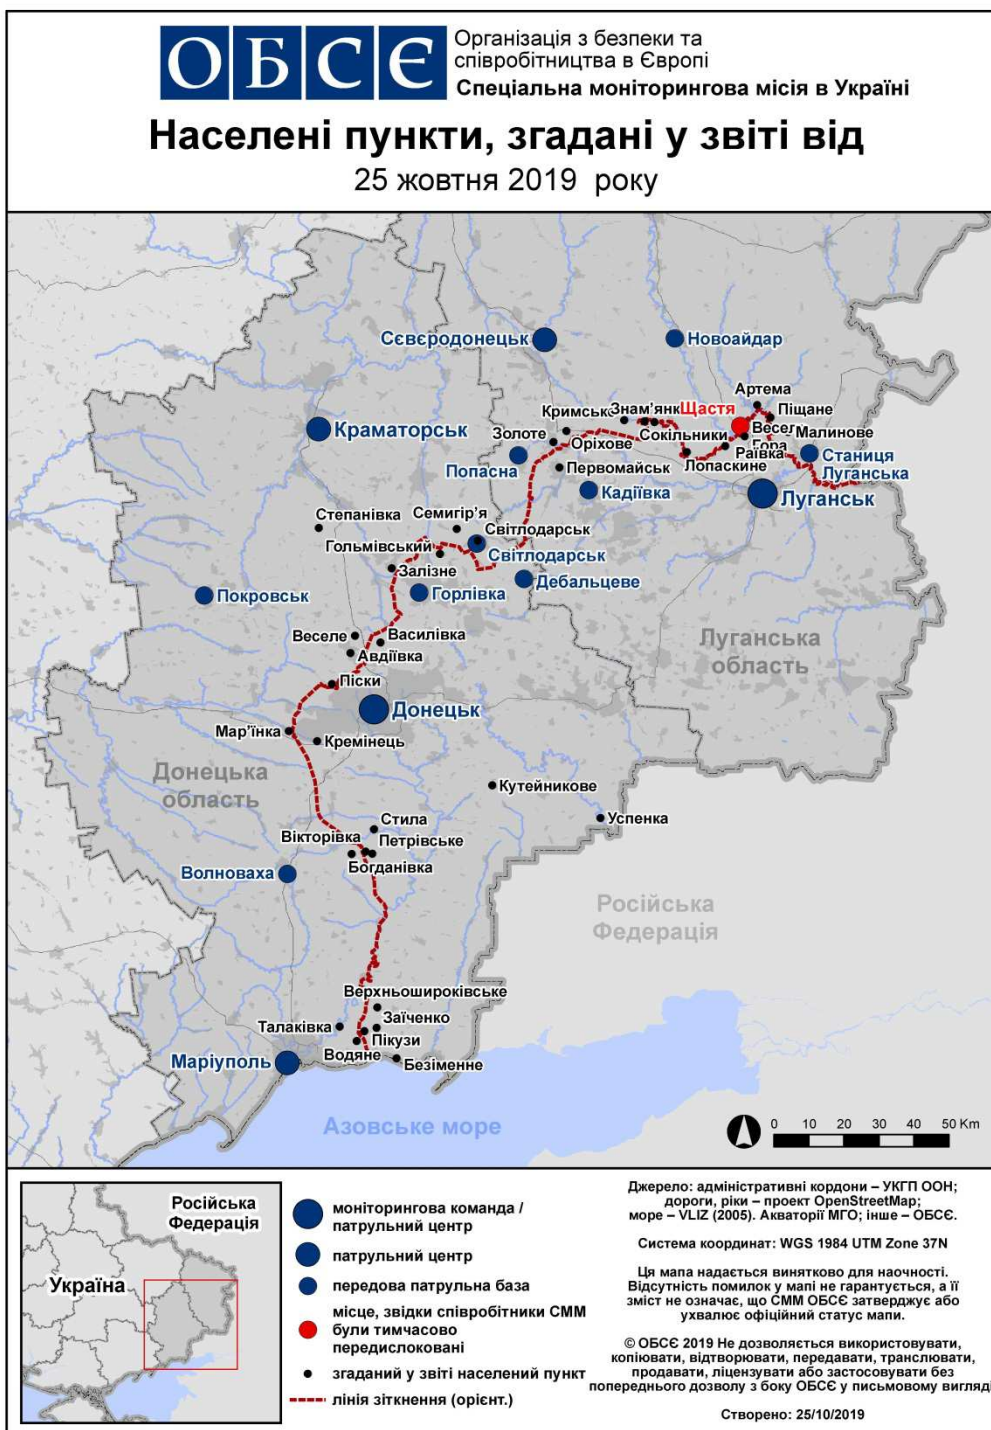 ОБСЄ
Організація з безпеки та
співробітництва в Європі
Спеціальна моніторингова місія в Україні
Населені пункти, згадані у звіті від
25 жовтня 2019 року
Сєвєродонецьк
Новоайдар
Артема
Знам'янк
Щастя
Піщане
Кримськ
Краматорськ
Весел
Малинове
Золоте
Оріхове
Сокільники
Гора
Раївка
Станиця
Луганська
Попасна
Первомайськ
Лопаскине
Кадіївка
Луганськ
Степанівка
Семигір'я
Світлодарськ
Гольмівський
Світлодарськ
Залізне
Дебальцеве
Покровськ
Горлівка
Веселе
Василівка
Луганська
область
Авдіївка
Піски
Донецьк
Мар'їнка
Кремінець
Донецька
область
Кутейникове
Стила
Успенка
Вікторівка
Петрівське
Богданівка
Волноваха
Російська
Федерація
Верхньошироківське
Заїченко
Талаківка
Пікузи
Водяне
Маріуполь
Безіменне
Азовське море
0 10 20 30 40 50 Km
Російська
Федерація
Україна
моніторингова команда /
патрульний центр
патрульний центр
передова патрульна база
місце, звідки співробітники СММ
були тимчасово
передислоковані
згаданий у звіті населений пункт
лінія зіткнення (орієнт.)
Джерело: адміністративні кордони – УКГП ООН;
дороги, ріки – проект OpenStreetMap;
море – VLIZ (2005). Акваторії МГО; інше – ОБСЄ.
Система координат: WGS 1984 UTM Zone 37N
Ця мапа надається винятково для наочності.
Відсутність помилок у мапі не гарантується, а її
зміст не означає, що СММ ОБСЄ затверджує або
ухвалює офіційний статус мапи.
© ОБСЄ 2019 Не дозволяється використовувати,
копіювати, відтворювати, передавати, транслювати,
продавати, ліцензувати або застосовувати без
попереднього дозволу з боку ОБСЄ у письмовому вигляді
Створено: 25/10/2019